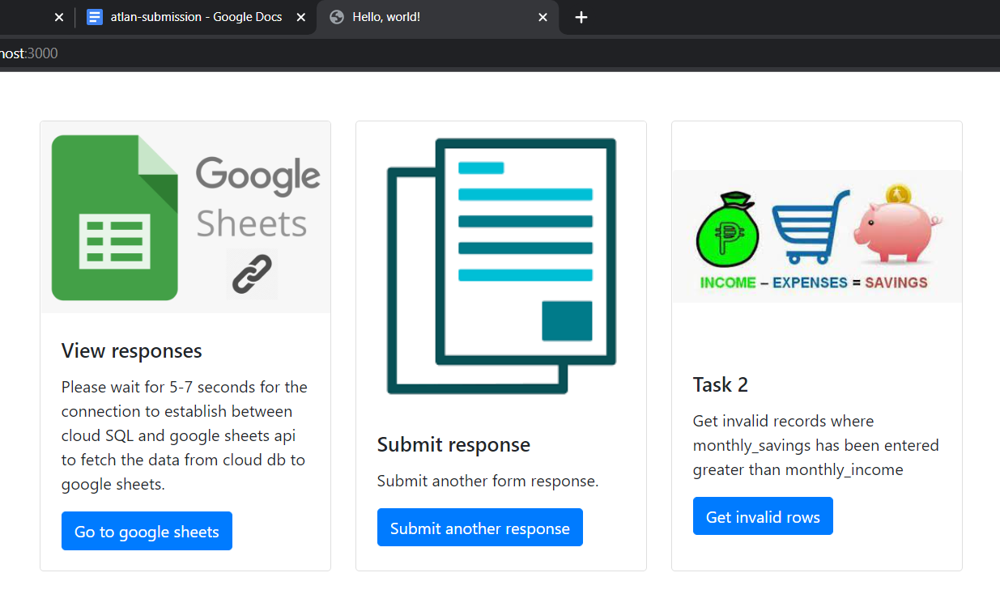 atlan-submission - Google Docs
Hello, world!
host:3000
Google
Sheets
View responses
Please wait for 5-7 seconds for the
connection to establish between
cloud SQL and google sheets api
to fetch the data from cloud db to
google sheets.
Go to google sheets
Submit response
Submit another form response.
Submit another response
INCOME – EXPENSES = SAVINGS
Task 2
Get invalid records where
monthly_savings has been entered
greater than monthly_income
Get invalid rows